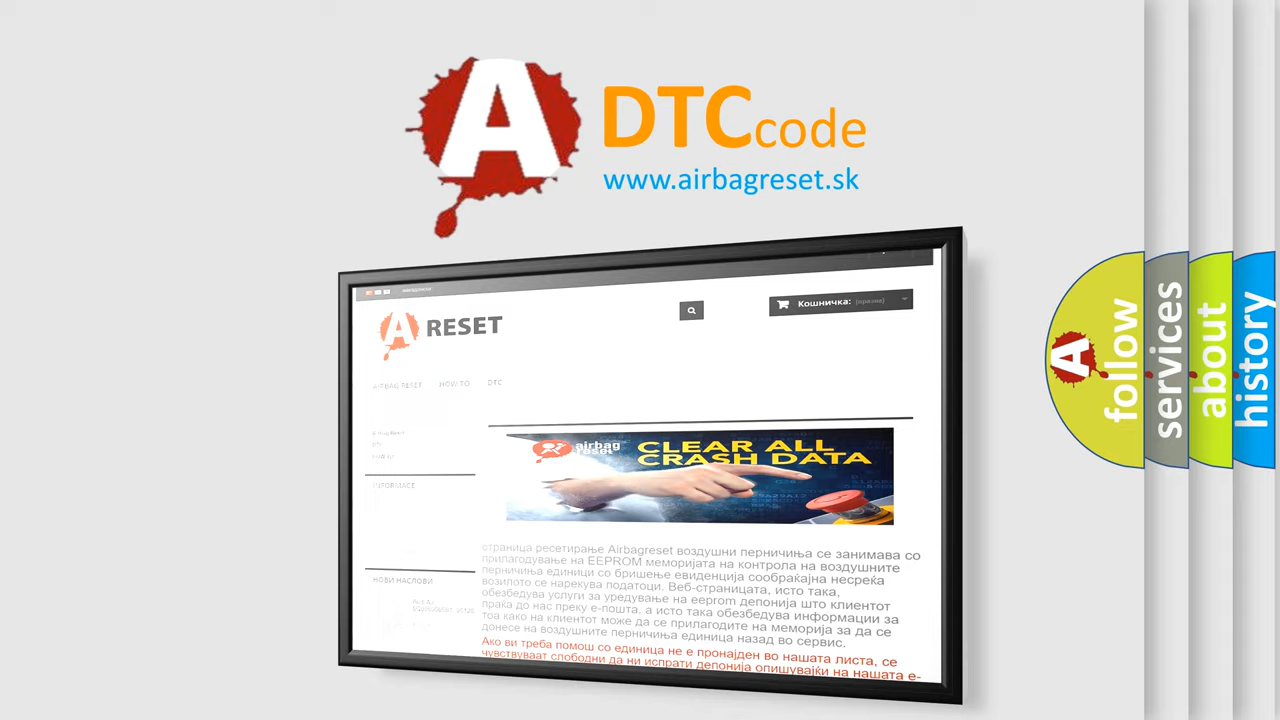 A DTC code
www.airbagreset.sk
Кошничка: (празни)
A RESET
AIRBAG RESET HOW TO DTC
airbag
reset
CLEAR ALL
CRASH DATA
INFORMACE
НОВИ НАСЛОВИ
страница ресетирање Airbagreset воздушни перничиња се занимава со
прилагодување на EEPROM меморијата на контрола на воздушните
перничиња единици со бришење евиденција сообраќајна несреќа
возилото се нарекува податоци. Веб-страницата, исто така,
обезбедува услуги за уредување на eeprom депонија што клиентот
праќа до нас преку е-пошта, а исто така обезбедува информации за
тоа како на клиентот може да се прилагодите на меморија за да се
донесе на воздушните перничиња единица назад во сервис.
Ако ви треба помош со единица не е пронајден во нашата листа, се
чувствуваат слободни да ни испрати депонија опишувајќи на нашата е-
A follow
services
about
history